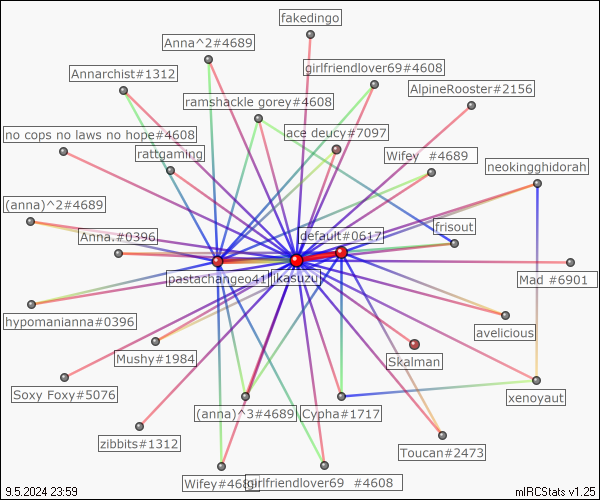 fakedingo
Anna^2#4689
Annarchist#1312
girlfriendlover69#4608
AlpineRooster#2156
ramshackle gorey#4608
no cops no laws no hope#4608
ace deucy#7097
rattgaming
Wifey  #4689
neokingghidorah
(anna)^2#4689
frisout
Anna.#0396
default#0617
pastachangeo41
jkasuzu
Mad #6901
hypomanianna#0396
avelicious
Mushy#1984
Skalman
Soxy Foxy#5076
xenoyaut
(anna)^3#4689
Cypha#1717
zibbits#1312
Toucan#2473
Wifey#4689
girlfriendlover69  #4608
9.5.2024 23:59
mIRCStats v1.25